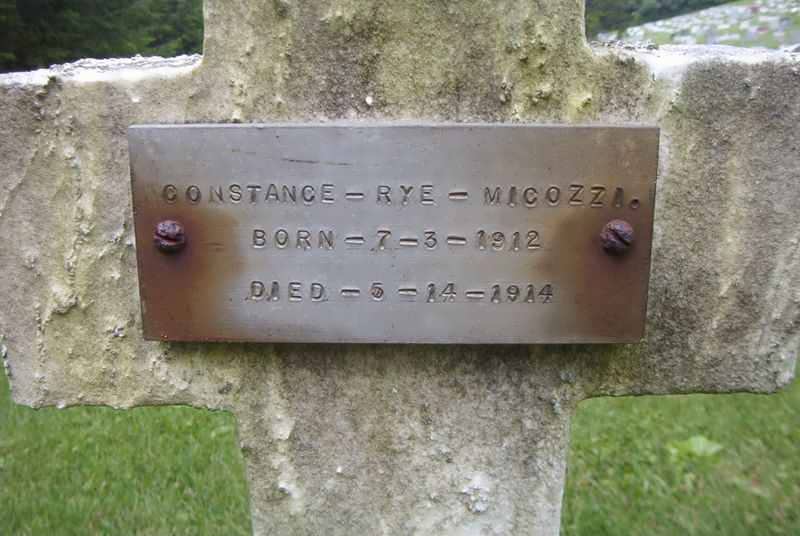 CONSTANCE - RYE - MICOZZI.
BORN - 7 - 3 - 1912
DIED - 5 - 14 - 1914